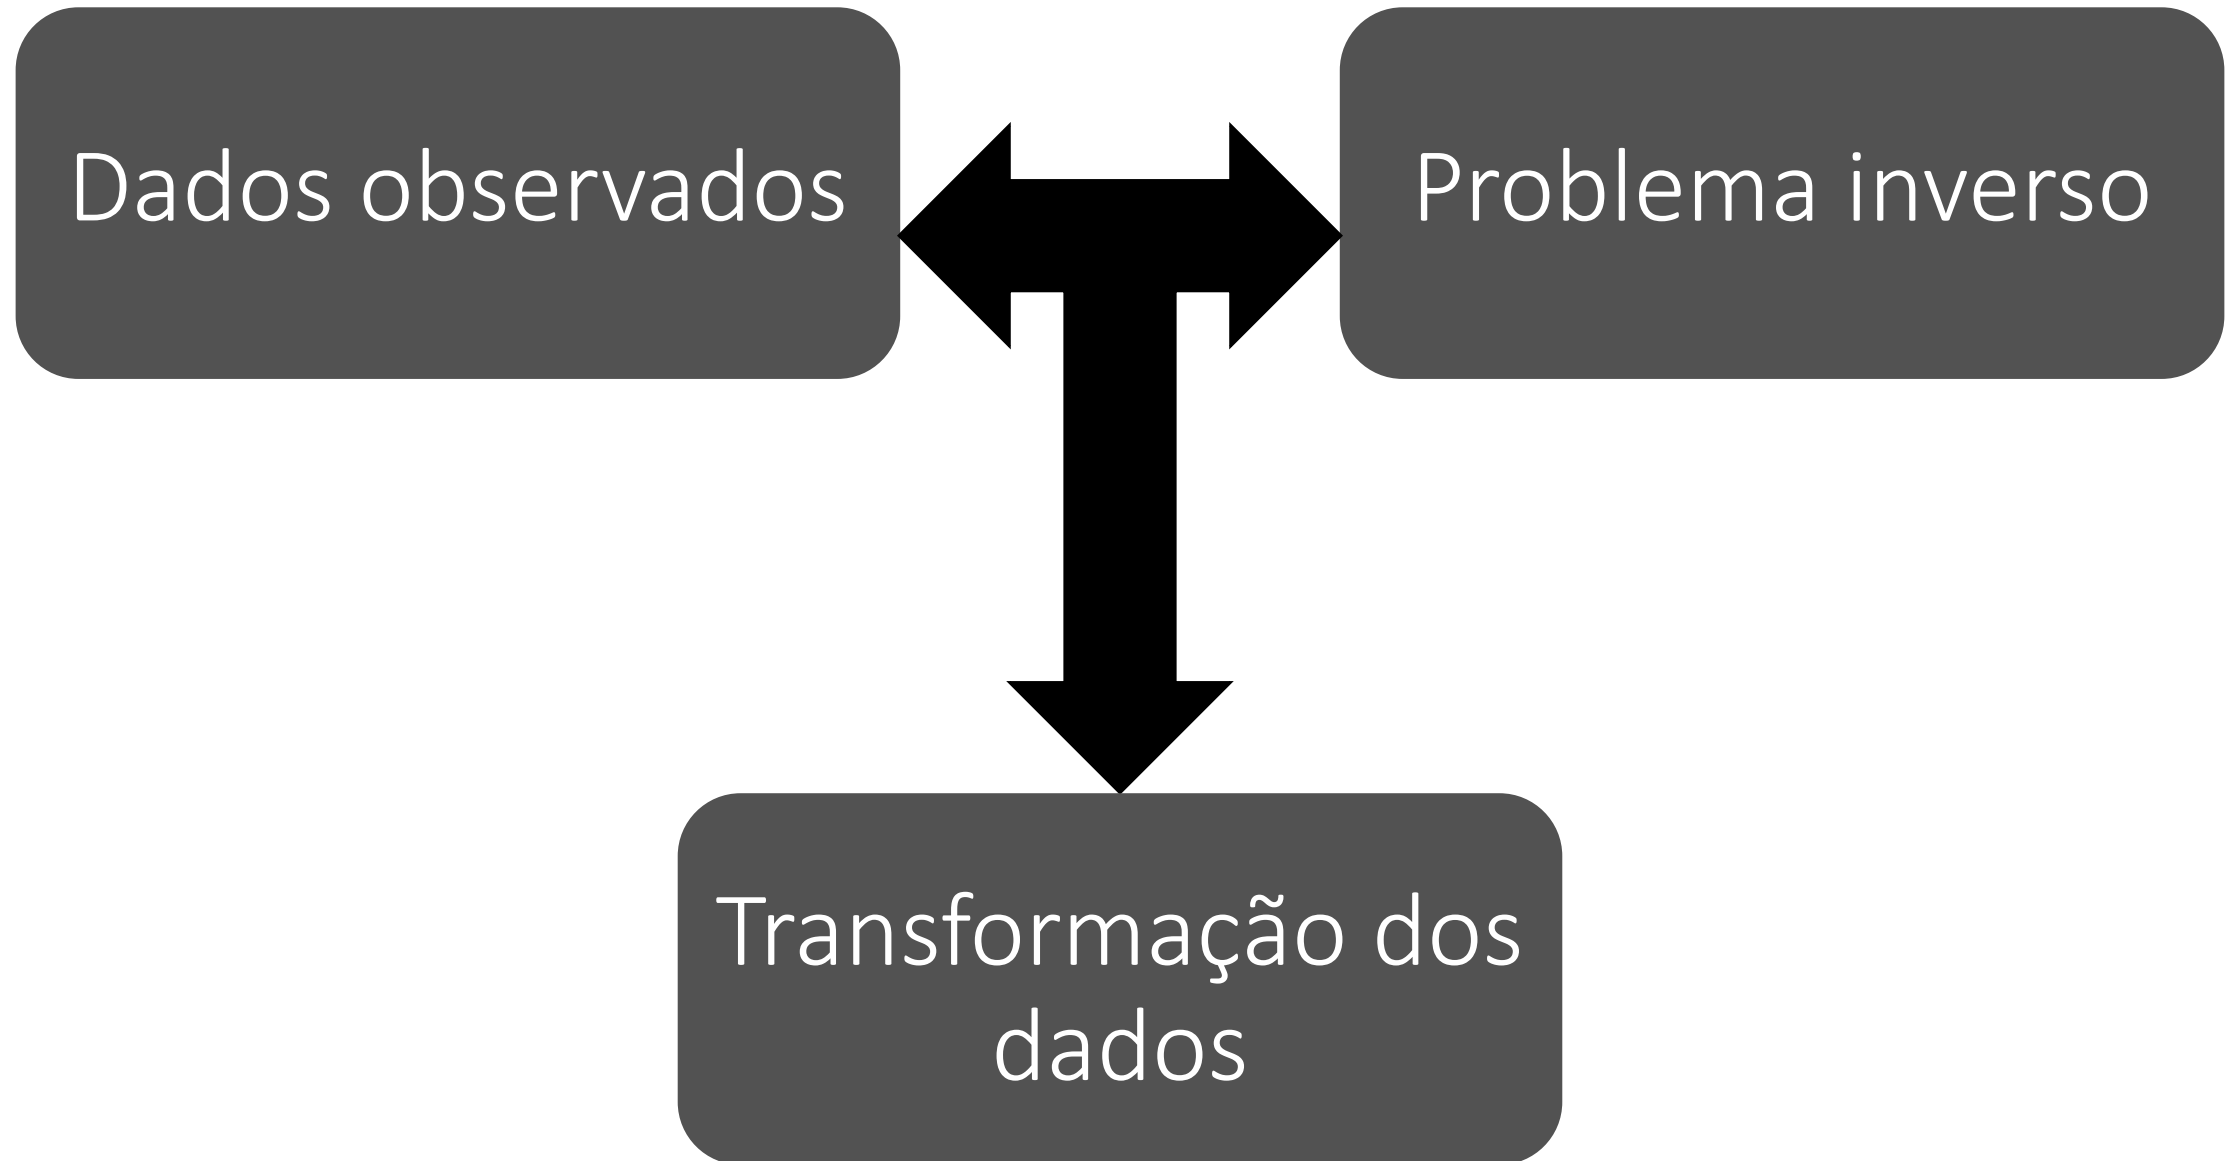 Dados observados
Problema inverso
Transformação dos
dados